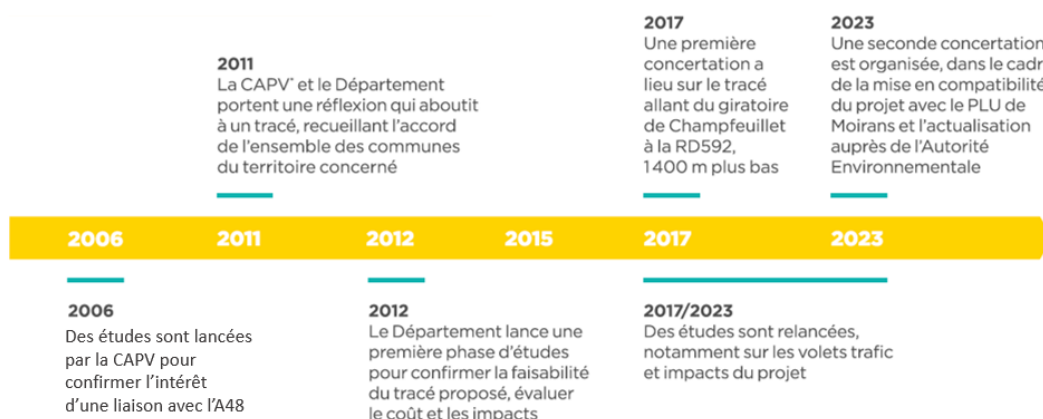 2011
La CAPV* et le Département
portent une réflexion qui aboutit
à un tracé, recueillant l'accord
de l'ensemble des communes
du territoire concerné
2017
Une première
concertation a
lieu sur le tracé
allant du giratoire
de Champfeuillet
à la RD592,
1400 m plus bas
2023
Une seconde concertation
est organisée, dans le cadr
de la mise en compatibilité
du projet avec le PLU de
Moirans et l'actualisation
auprès de l'Autorité
Environnementale
2006 2011 2012 2015 2017 2023
2006
Des études sont lancées
par la CAPV pour
confirmer l'intérêt
d'une liaison avec l'A48
2012
Le Département lance une
première phase d'études
pour confirmer la faisabilité
du tracé proposé, évaluer
le coût et les impacts
2017/2023
Des études sont relancées,
notamment sur les volets trafic
et impacts du projet